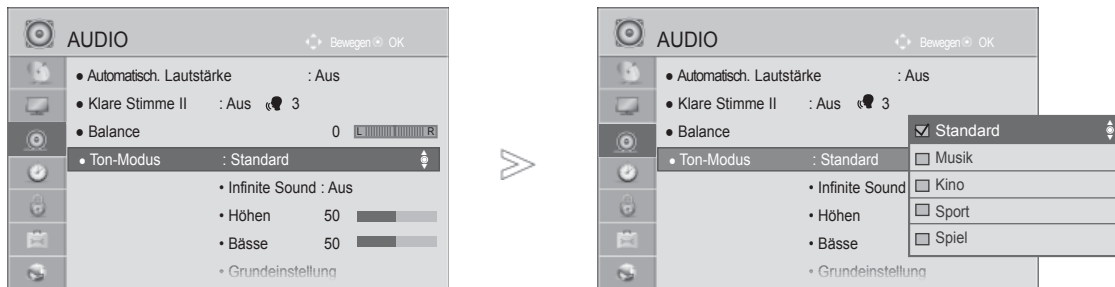 AUDIO
Bewegen OK
● Automatisch. Lautstärke : Aus
● Klare Stimme II : Aus 3
● Balance 0 L R
● Ton-Modus : Standard
• Infinite Sound : Aus
• Höhen 50
• Bässe 50
• Grundeinstellung
AUDIO
Bewegen OK
● Automatisch. Lautstärke : Aus
● Klare Stimme II : Aus 3
● Balance
● Ton-Modus : Standard
• Infinite Sound
• Höhen
• Bässe
• Grundeinstellung
Standard
Musik
Kino
Sport
Spiel